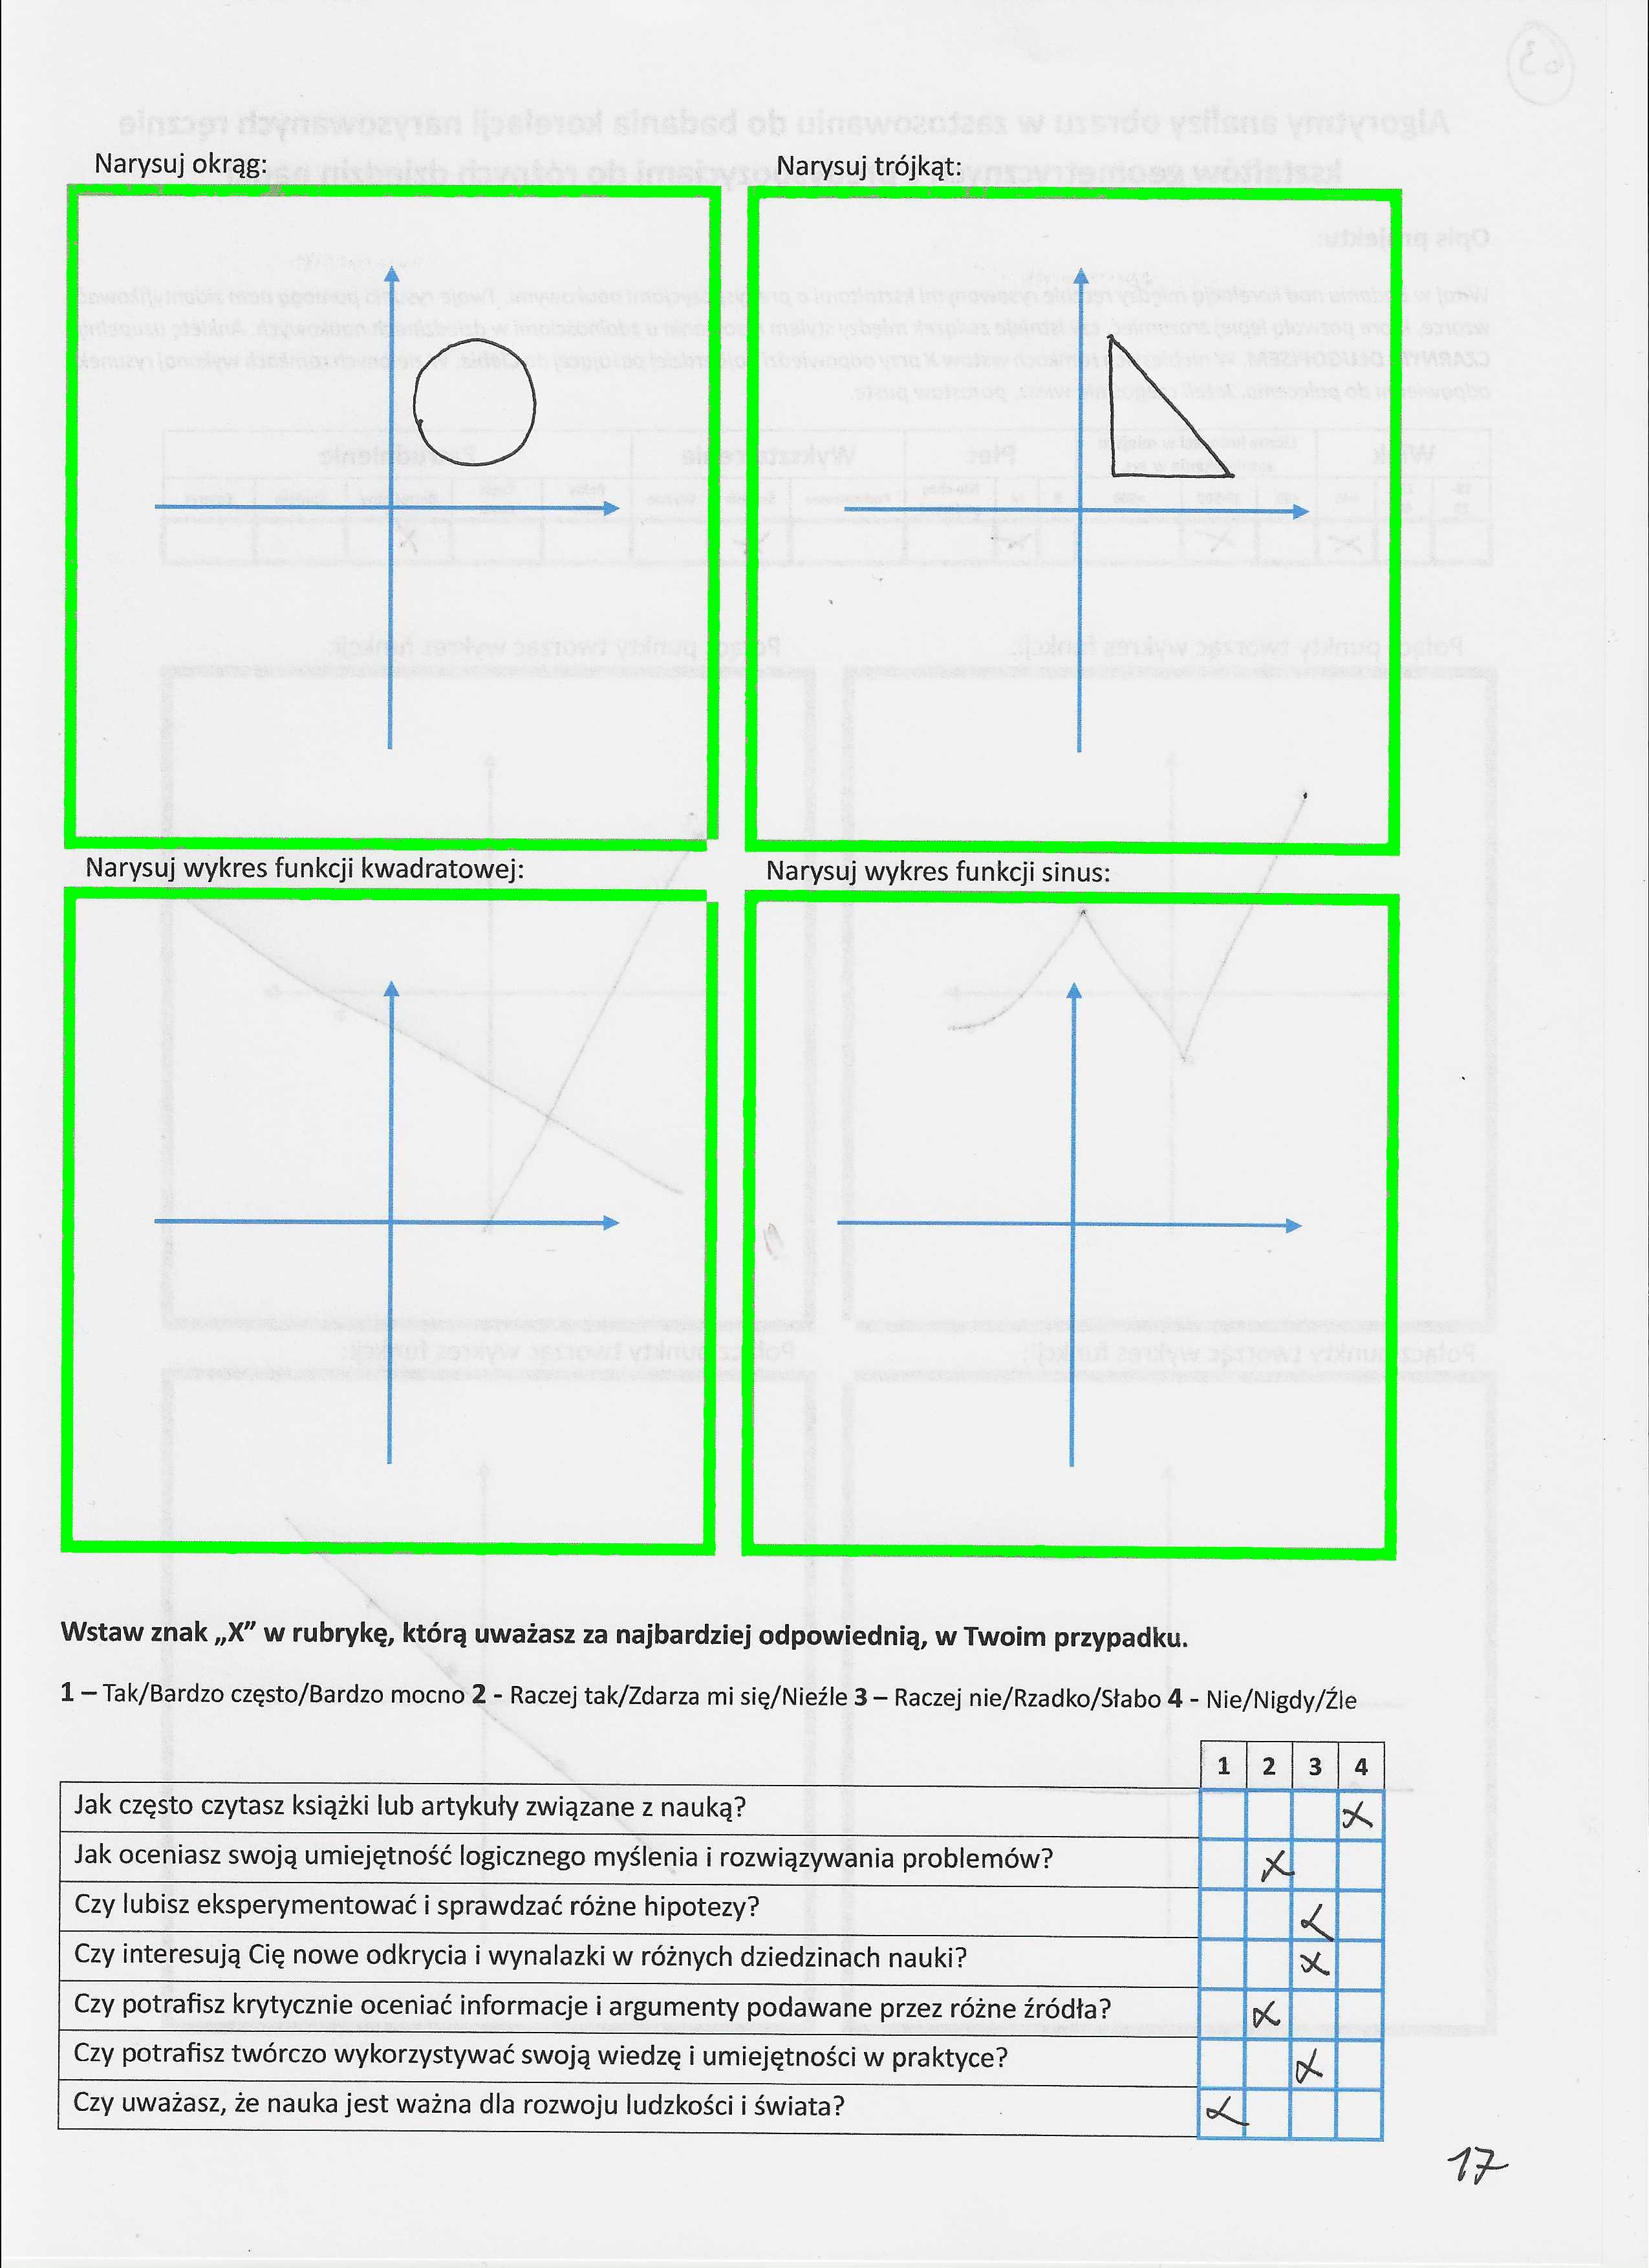 Narysuj okrąg:
Narysuj trójkąt:
Narysuj wykres funkcji kwadratowej:
Narysuj wykres funkcji sinus:
Wstaw znak „X” w rubrykę, którą uważasz za najbardziej odpowiednią, w Twoim przypadku.
1 – Tak/Bardzo często/Bardzo mocno 2 - Raczej tak/Zdarza mi się/Nieźle 3 – Raczej nie/Rzadko/Słabo 4 - Nie/Nigdy/Źle
1 2 3 4
Jak często czytasz książki lub artykuły związane z nauką? X
Jak oceniasz swoją umiejętność logicznego myślenia i rozwiązywania problemów? X
Czy lubisz eksperymentować i sprawdzać różne hipotezy? X
Czy interesują Cię nowe odkrycia i wynalazki w różnych dziedzinach nauki? X
Czy potrafisz krytycznie oceniać informacje i argumenty podawane przez różne źródła? X
Czy potrafisz twórczo wykorzystywać swoją wiedzę i umiejętności w praktyce? X
Czy uważasz, że nauka jest ważna dla rozwoju ludzkości i świata? X
17